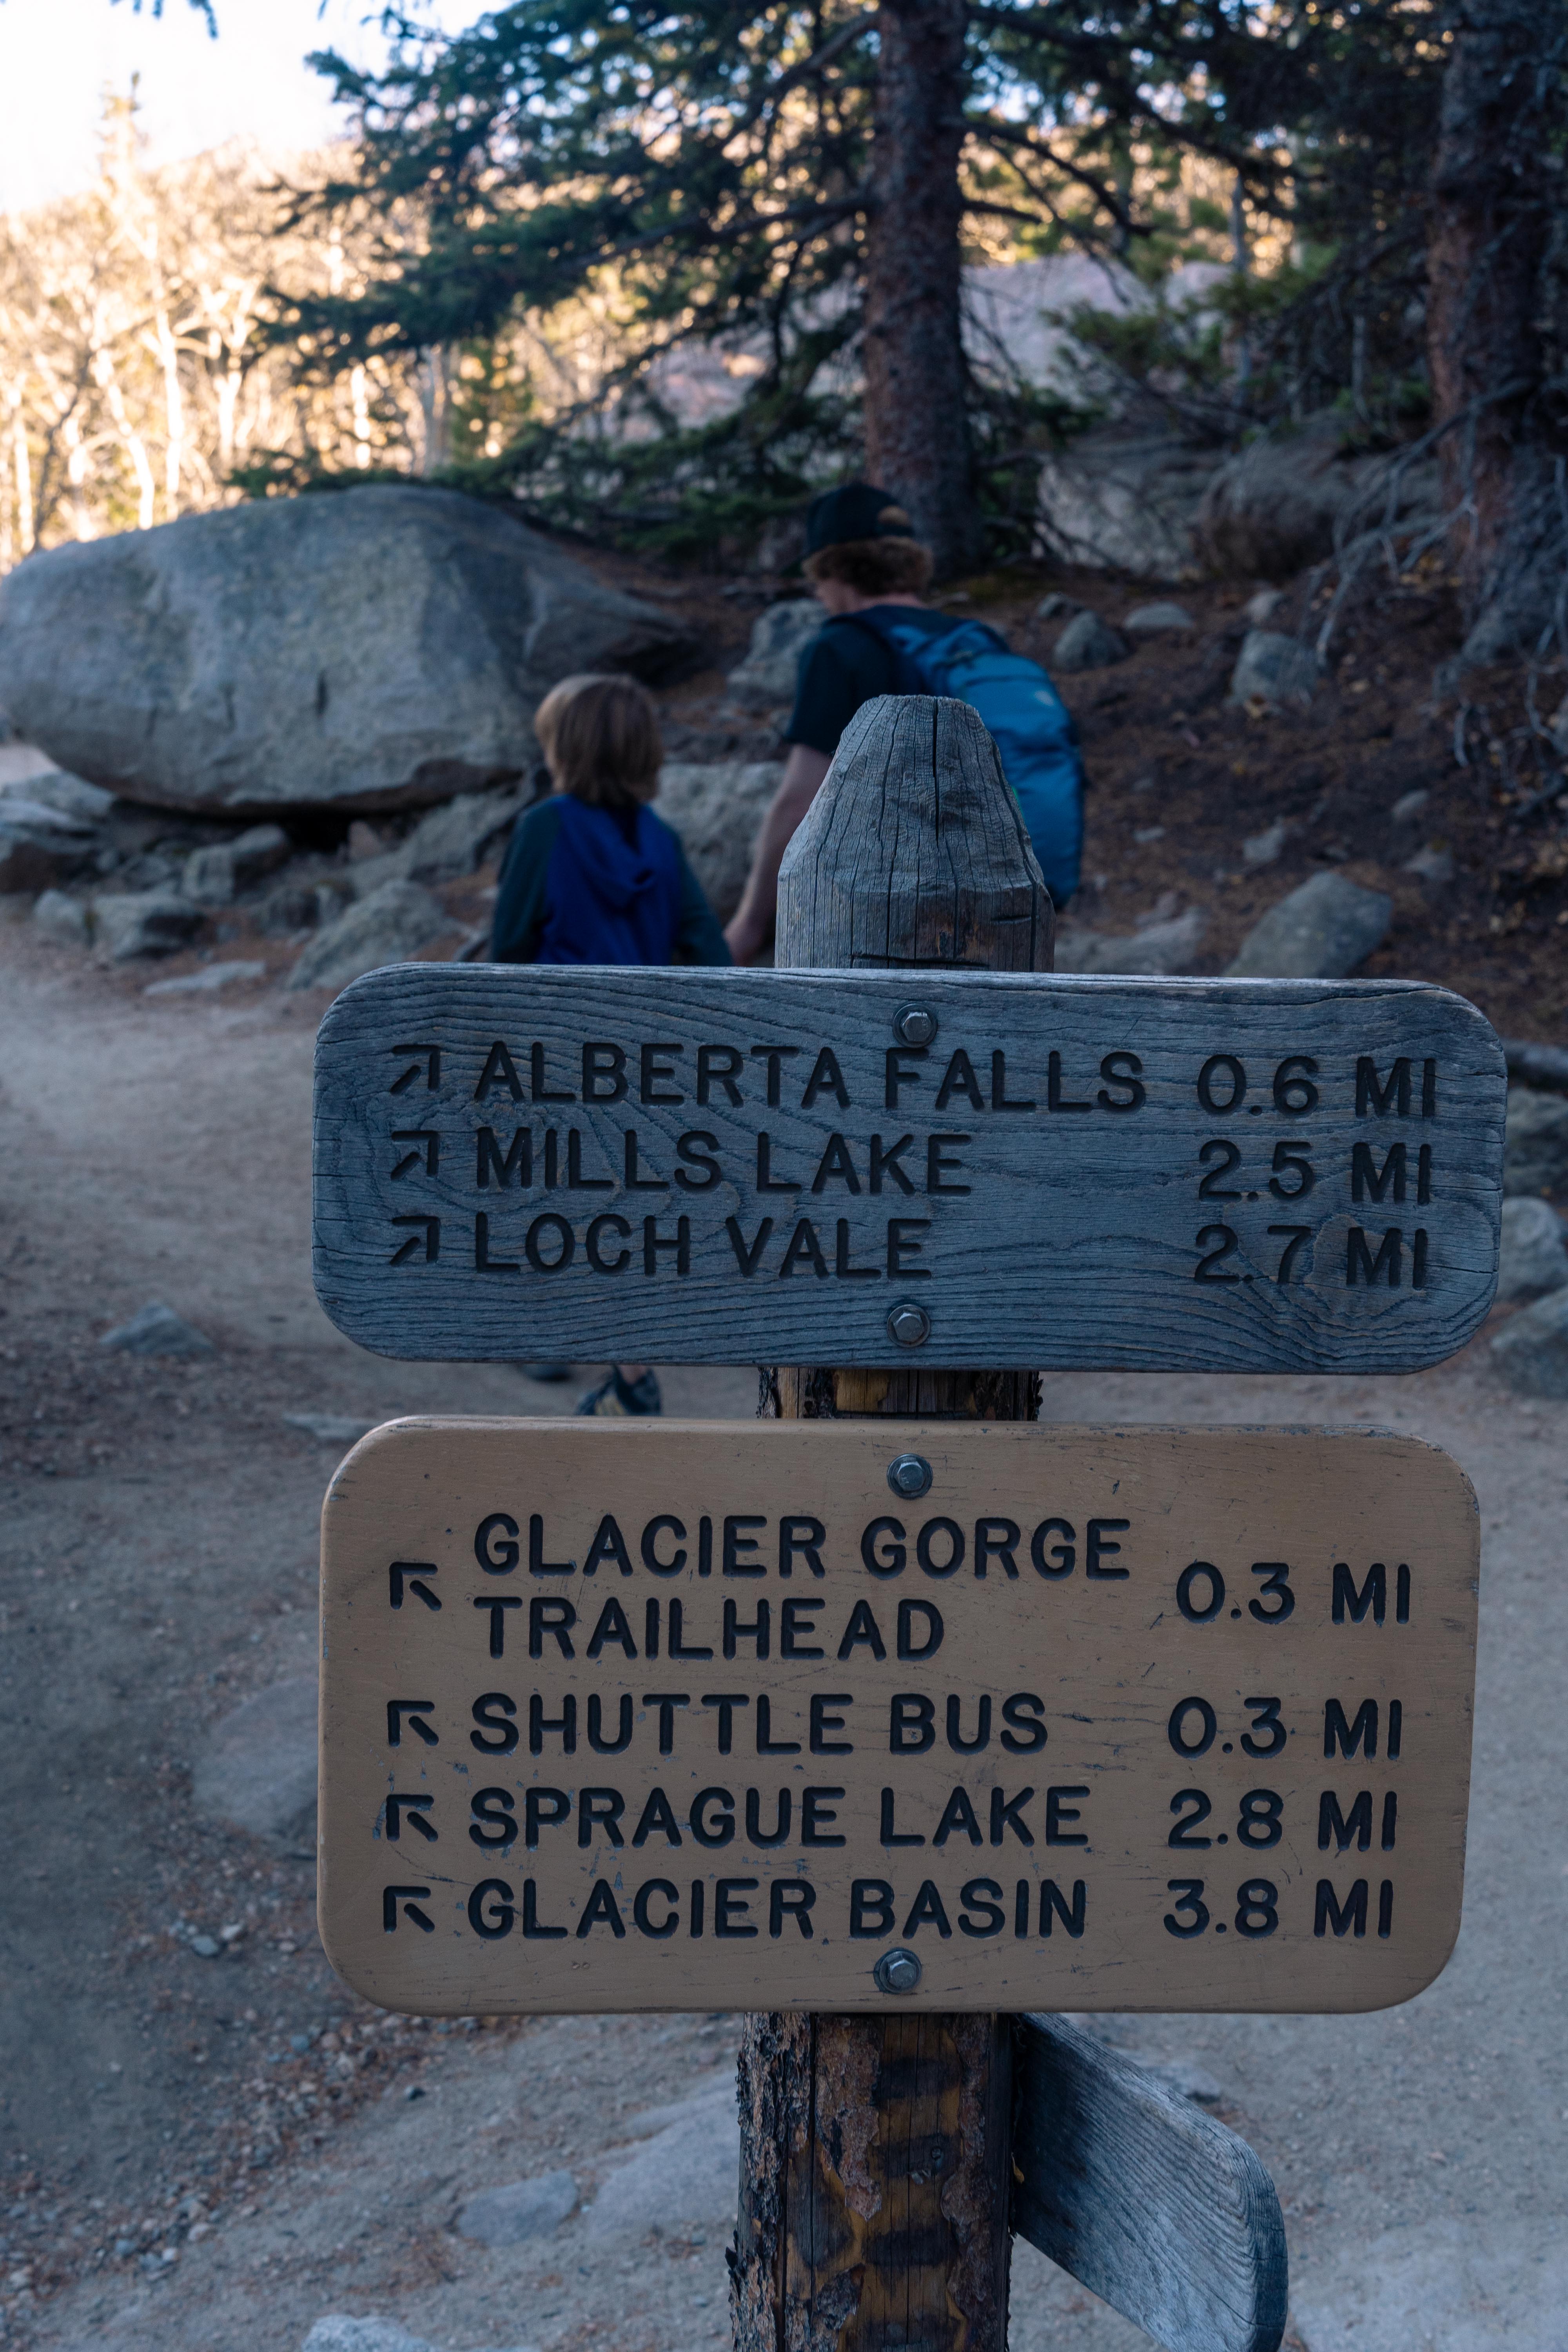 ↗ ALBERTA FALLS 0.6 MI
↗ MILLS LAKE 2.5 MI
↗ LOCH VALE 2.7 MI
↖ GLACIER GORGE TRAILHEAD 0.3 MI
↖ SHUTTLE BUS 0.3 MI
↖ SPRAGUE LAKE 2.8 MI
↖ GLACIER BASIN 3.8 MI